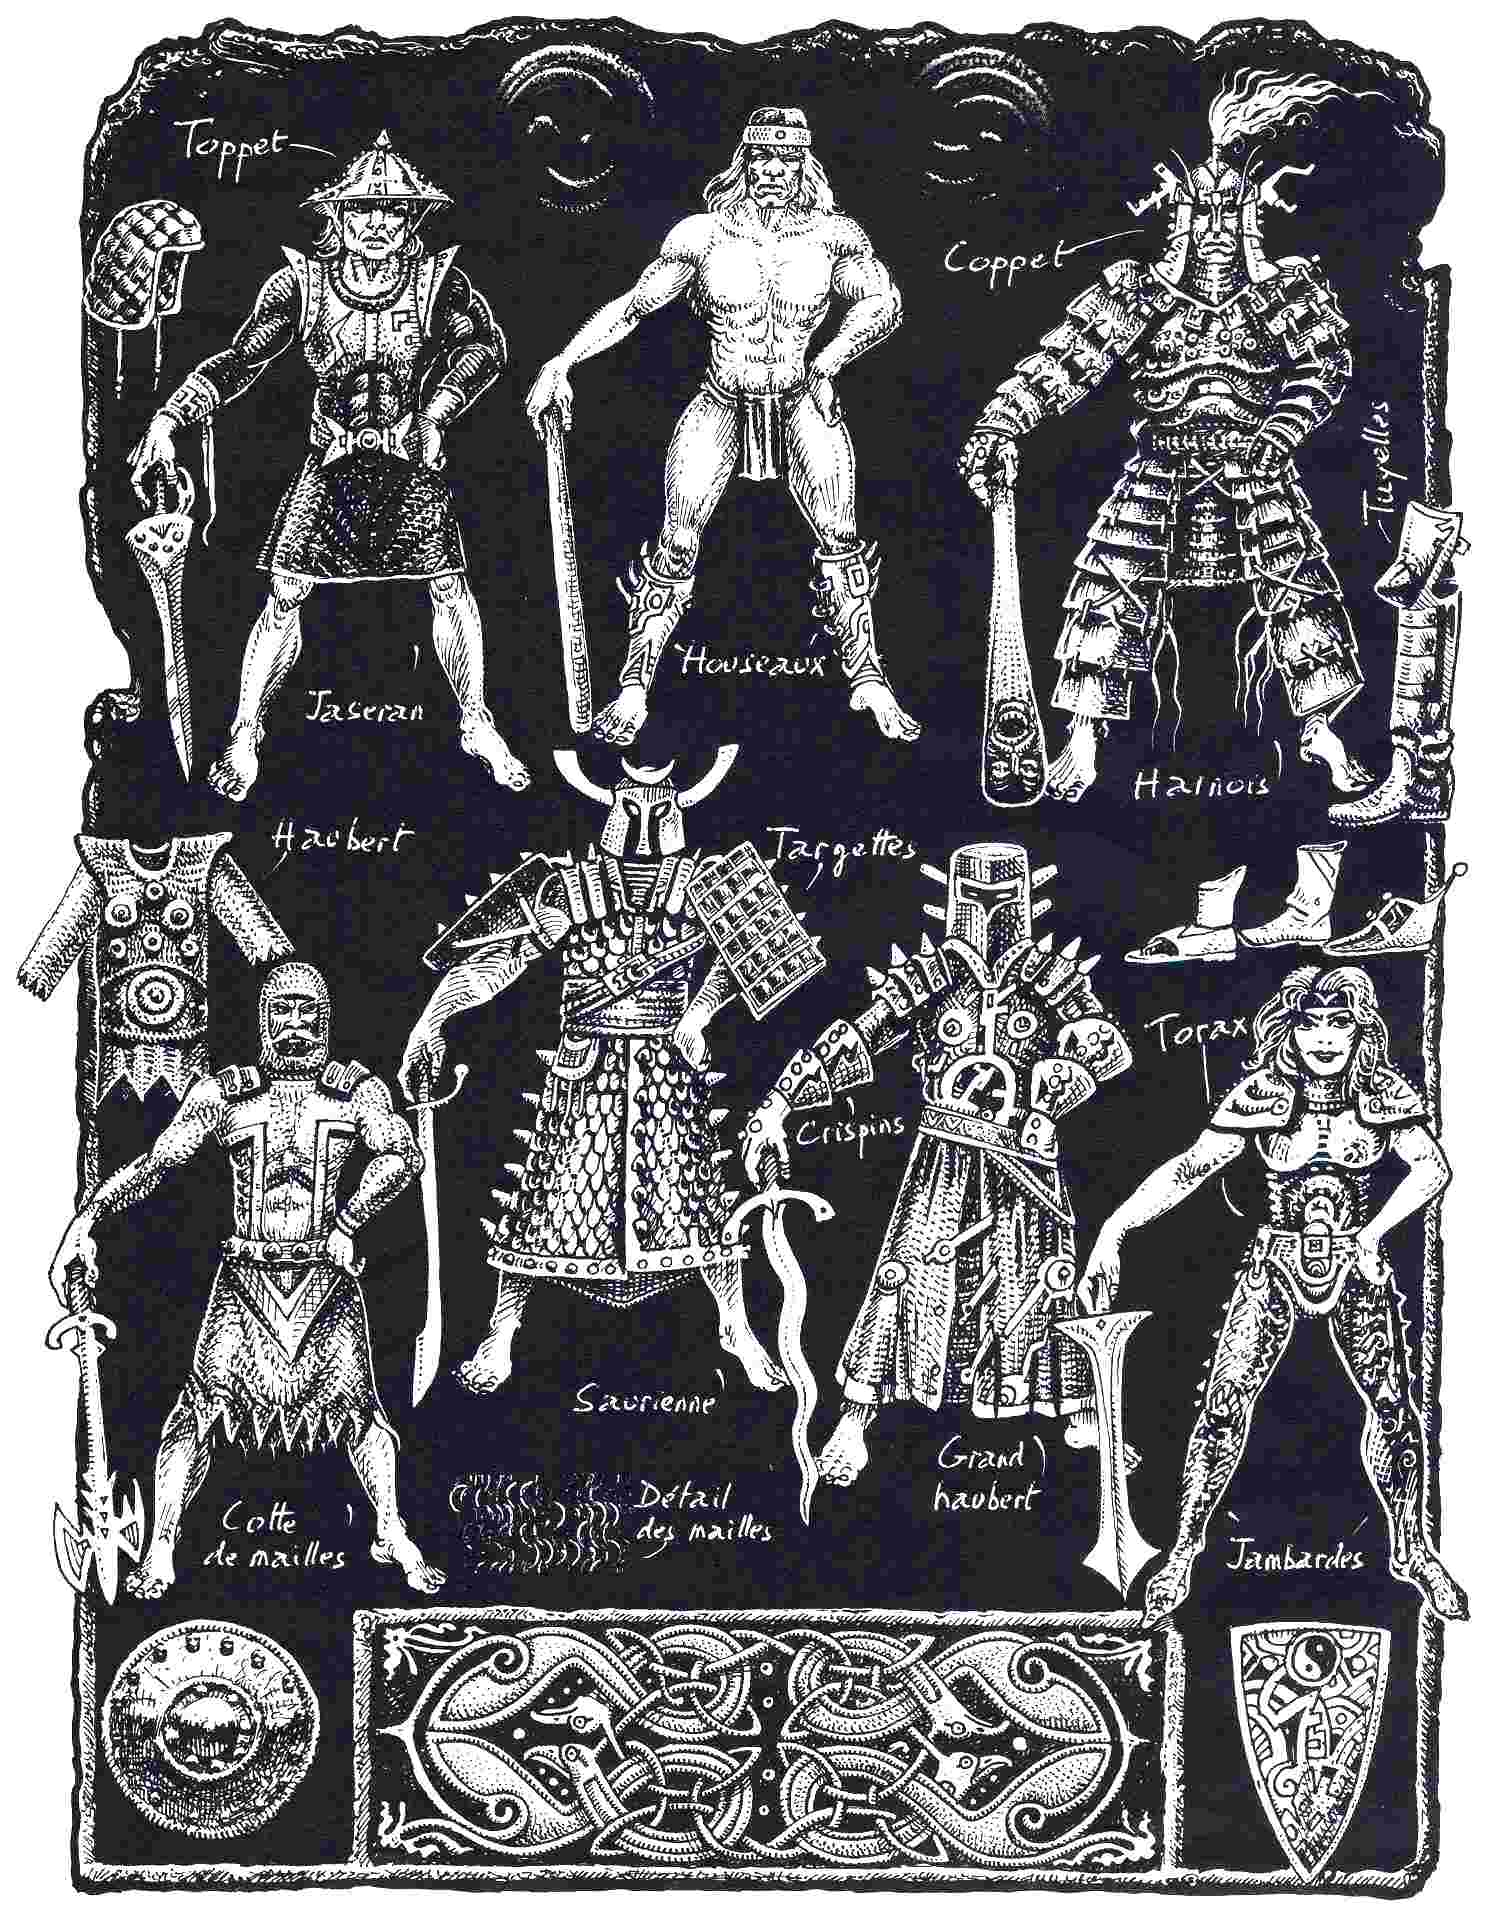 Toppet
Coppet
Tuyelles
Houseaux
Jaseran
Harnois
Haubert
Targettes
Torax
Crispins
Saurienne
Grand
haubert
Détail
des mailles
Cotte
de mailles
Jambardes